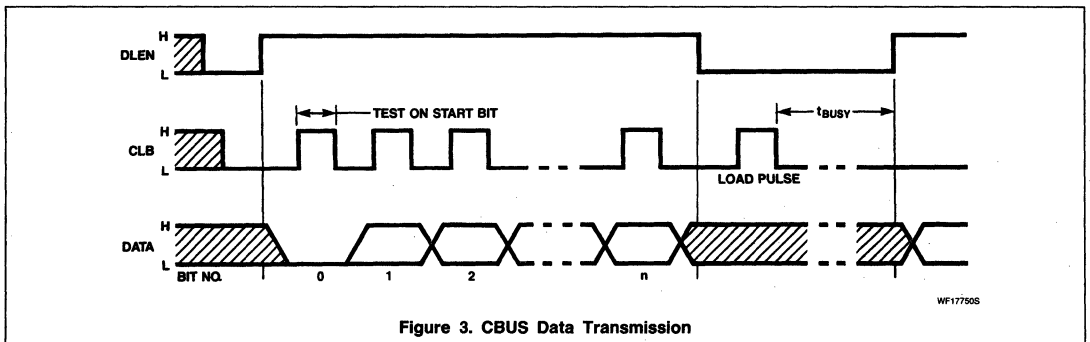 H
DLEN
L
TEST ON START BIT
tBUSY
H
CLB
L
LOAD PULSE
H
DATA
L
BIT NO. 0 1 2 n
WF17750S
Figure 3. CBUS Data Transmission